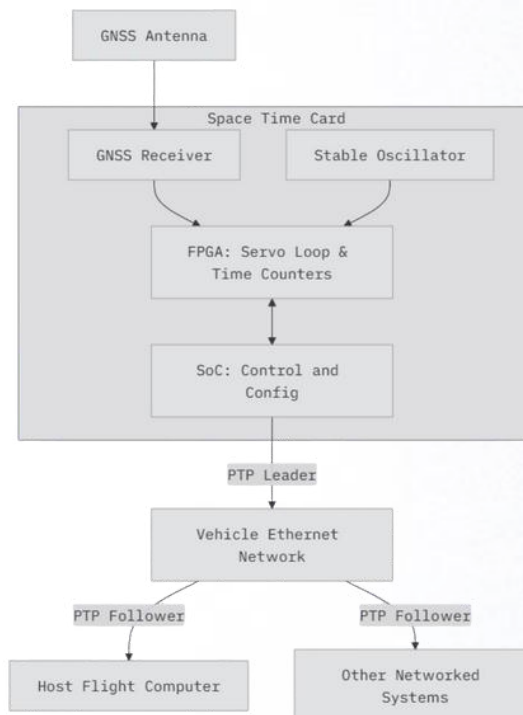 GNSS Antenna
Space Time Card
GNSS Receiver
Stable Oscillator
FPGA: Servo Loop &
Time Counters
SoC: Control and
Config
PTP Leader
Vehicle Ethernet
Network
PTP Follower
PTP Follower
Host Flight Computer
Other Networked
Systems